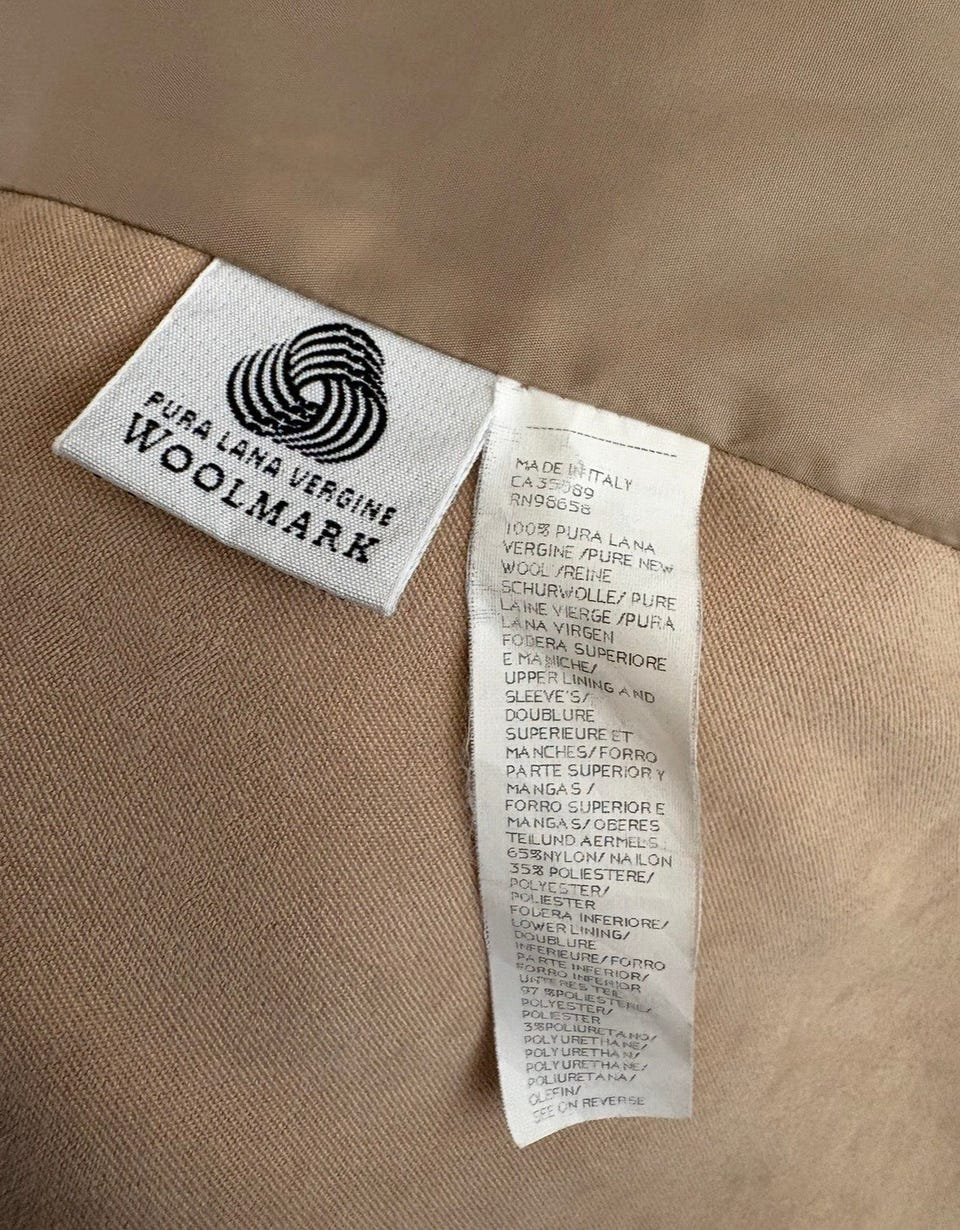 PURA LANA VERGINE
WOOLMARK
MADE IN ITALY
CA35089
RN98658
100% PURA LANA
VERGINE /PURE NEW
WOOL /REINE
SCHURWOLLE/ PURE
LAINE VIERGE /PURA
LANA VIRGEN
FODERA SUPERIORE
E MANICHE/
UPPER LINING AND
SLEEVE'S/
DOUBLURE
SUPERIEURE ET
MANCHES/FORRO
PARTE SUPERIOR Y
MANGAS /
FORRO SUPERIOR E
MANGAS/OBERES
TEILUND AERMELS
65%NYLON/ NAILON
35% POLIESTERE/
POLYESTER/
POLIESTER
FODERA INFERIORE/
LOWER LINING/
DOUBLURE
INFERIEURE/FORRO
PARTE INFERIOR/
FORRO INFERIOR
UNTERES TEIL
97 %POLIESTERE/
POLYESTER/
POLIESTER
3%POLIURETANO/
POLYURETHANE/
POLYURETHAN/
POLYURETHANE/
POLIURETANA/
OLEFIN/
SEE ON REVERSE